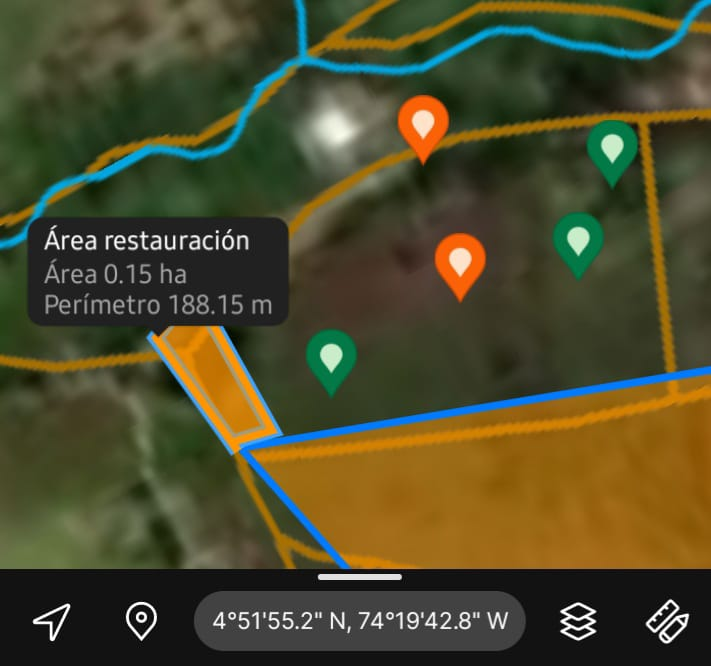 Área restauración
Área 0.15 ha
Perímetro 188.15 m
4°51'55.2" N, 74°19'42.8" W